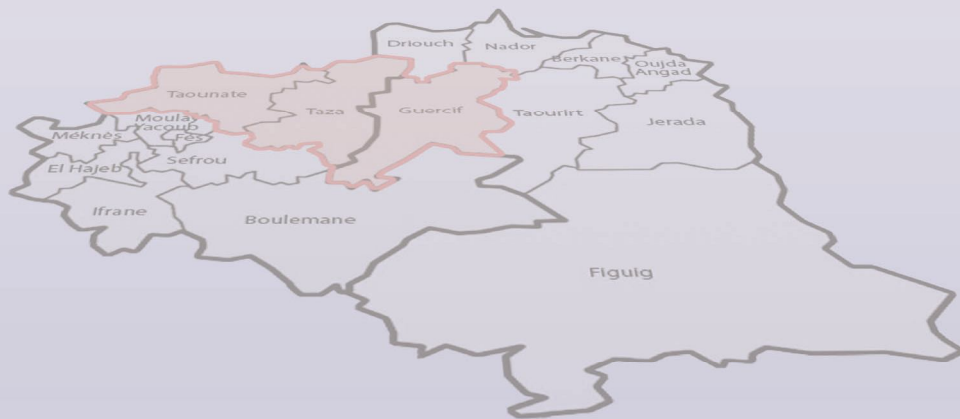 Driouch
Nador
Berkane
Oujda
Angad
Taounate
Taza
Guercif
Taourirt
Jerada
Moulay
Yacoub
Méknès
Fès
Sefrou
El Hajeb
Ifrane
Boulemane
Figuig